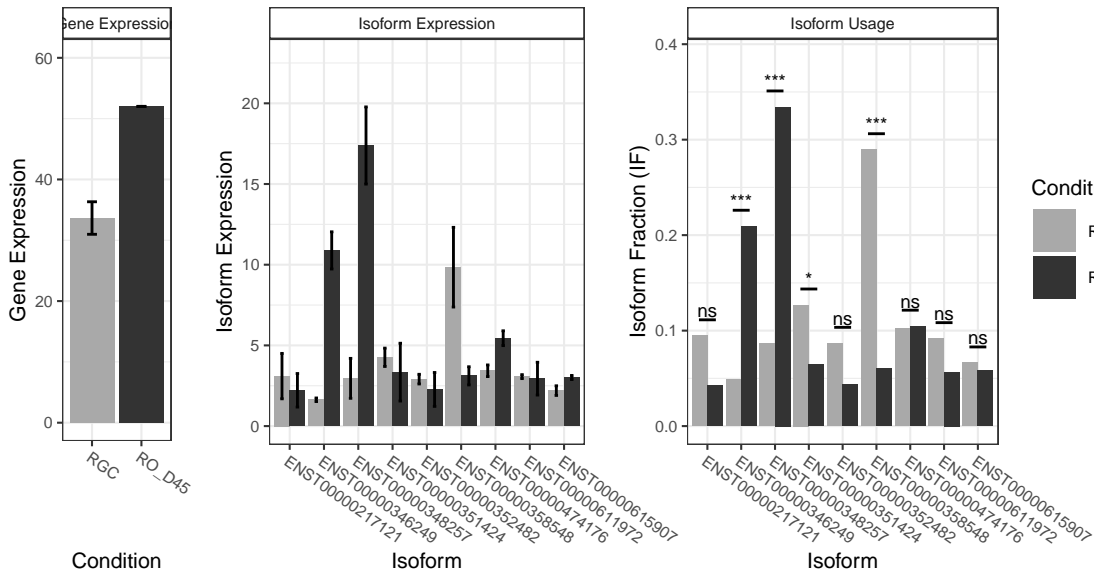 Gene Expression
Isoform Expression
Isoform Usage
Gene Expression
60
40
20
0
RGC
RO_D45
Condition
Isoform Expression
20
15
10
5
0
ENST00000217121
ENST00000346249
ENST00000348257
ENST00000351424
ENST00000352482
ENST00000358548
ENST00000474176
ENST00000611972
ENST00000615907
Isoform
Isoform Fraction (IF)
0.4
0.3
0.2
0.1
0.0
ns
***
***
*
ns
***
ns
ns
ns
ENST00000217121
ENST00000346249
ENST00000348257
ENST00000351424
ENST00000352482
ENST00000358548
ENST00000474176
ENST00000611972
ENST00000615907
Isoform
Conditi
R
R